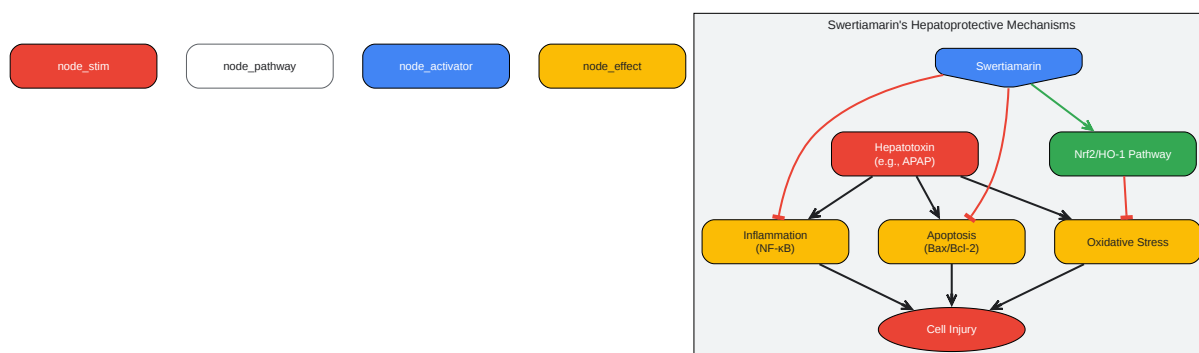 node_stim
node_pathway
node_activator
node_effect
Swertiamarin's Hepatoprotective Mechanisms
Swertiamarin
Hepatotoxin
(e.g., APAP)
Nrf2/HO-1 Pathway
Inflammation
(NF-κB)
Apoptosis
(Bax/Bcl-2)
Oxidative Stress
Cell Injury